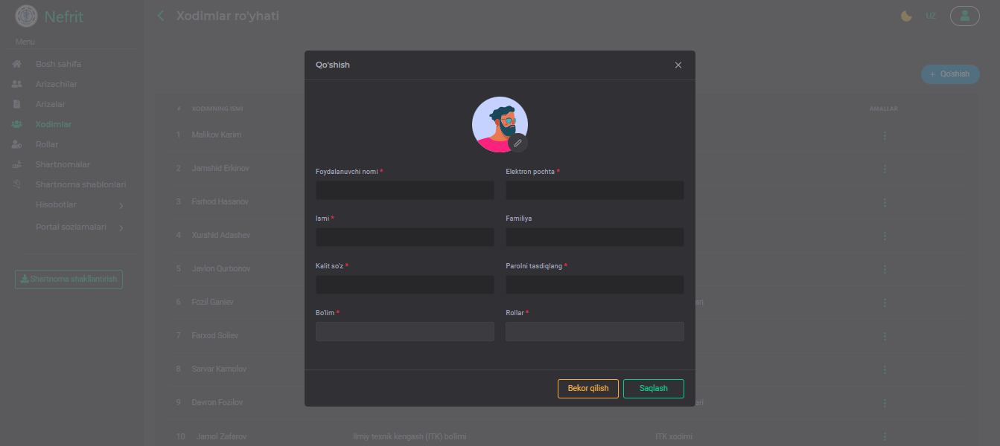 Nefrit
Xodimlar ro'yhati
UZ
Menu
Bosh sahifa
Arizachilar
Arizalar
Xodimlar
Rollar
Shartnomalar
Shartnoma shablonlari
Hisobotlar
Portal sozlamalari
Shartnoma shakllantirish
+ Qo'shish
# XODIMNING ISMI AMALLAR
1 Malikov Karim
2 Jamshid Erkinov
3 Farhod Hasanov
4 Xurshid Adashev
5 Javlon Qurbonov
6 Fozil Ganiev ari
7 Farxod Soliev
8 Sarvar Kamolov
9 Davron Fozilov ari
10 Jamol Zafarov Ilmiy texnik kengash (ITK) bo'limi ITK xodimi
Qo'shish
Foydalanuvchi nomi * Elektron pochta *
Ismi * Familiya
Kalit so'z * Parolni tasdiqlang *
Bo'lim * Rollar *
Bekor qilish Saqlash